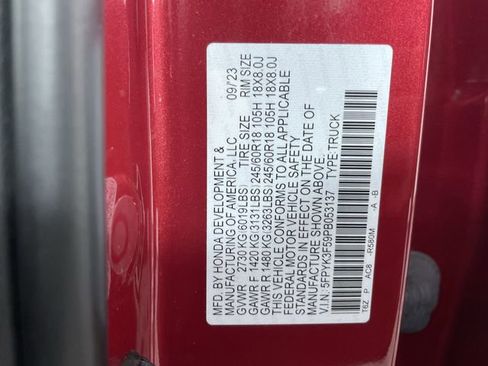 MFD. BY HONDA DEVELOPMENT &
MANUFACTURING OF AMERICA, LLC 09/23
GVWR 2730 KG(6019LBS) TIRE SIZE RIM SIZE
GAWR F 1420 KG(3131LBS) 245/60R18 105H 18X8.0J
GAWR R 1480 KG(3263LBS) 245/60R18 105H 18X8.0J
THIS VEHICLE CONFORMS TO ALL APPLICABLE
FEDERAL MOTOR VEHICLE SAFETY
STANDARDS IN EFFECT ON THE DATE OF
MANUFACTURE SHOWN ABOVE.
V.I.N. : 5FPYK3F59PB053137 TYPE:TRUCK
T6Z P AC8 -R580M -A -B